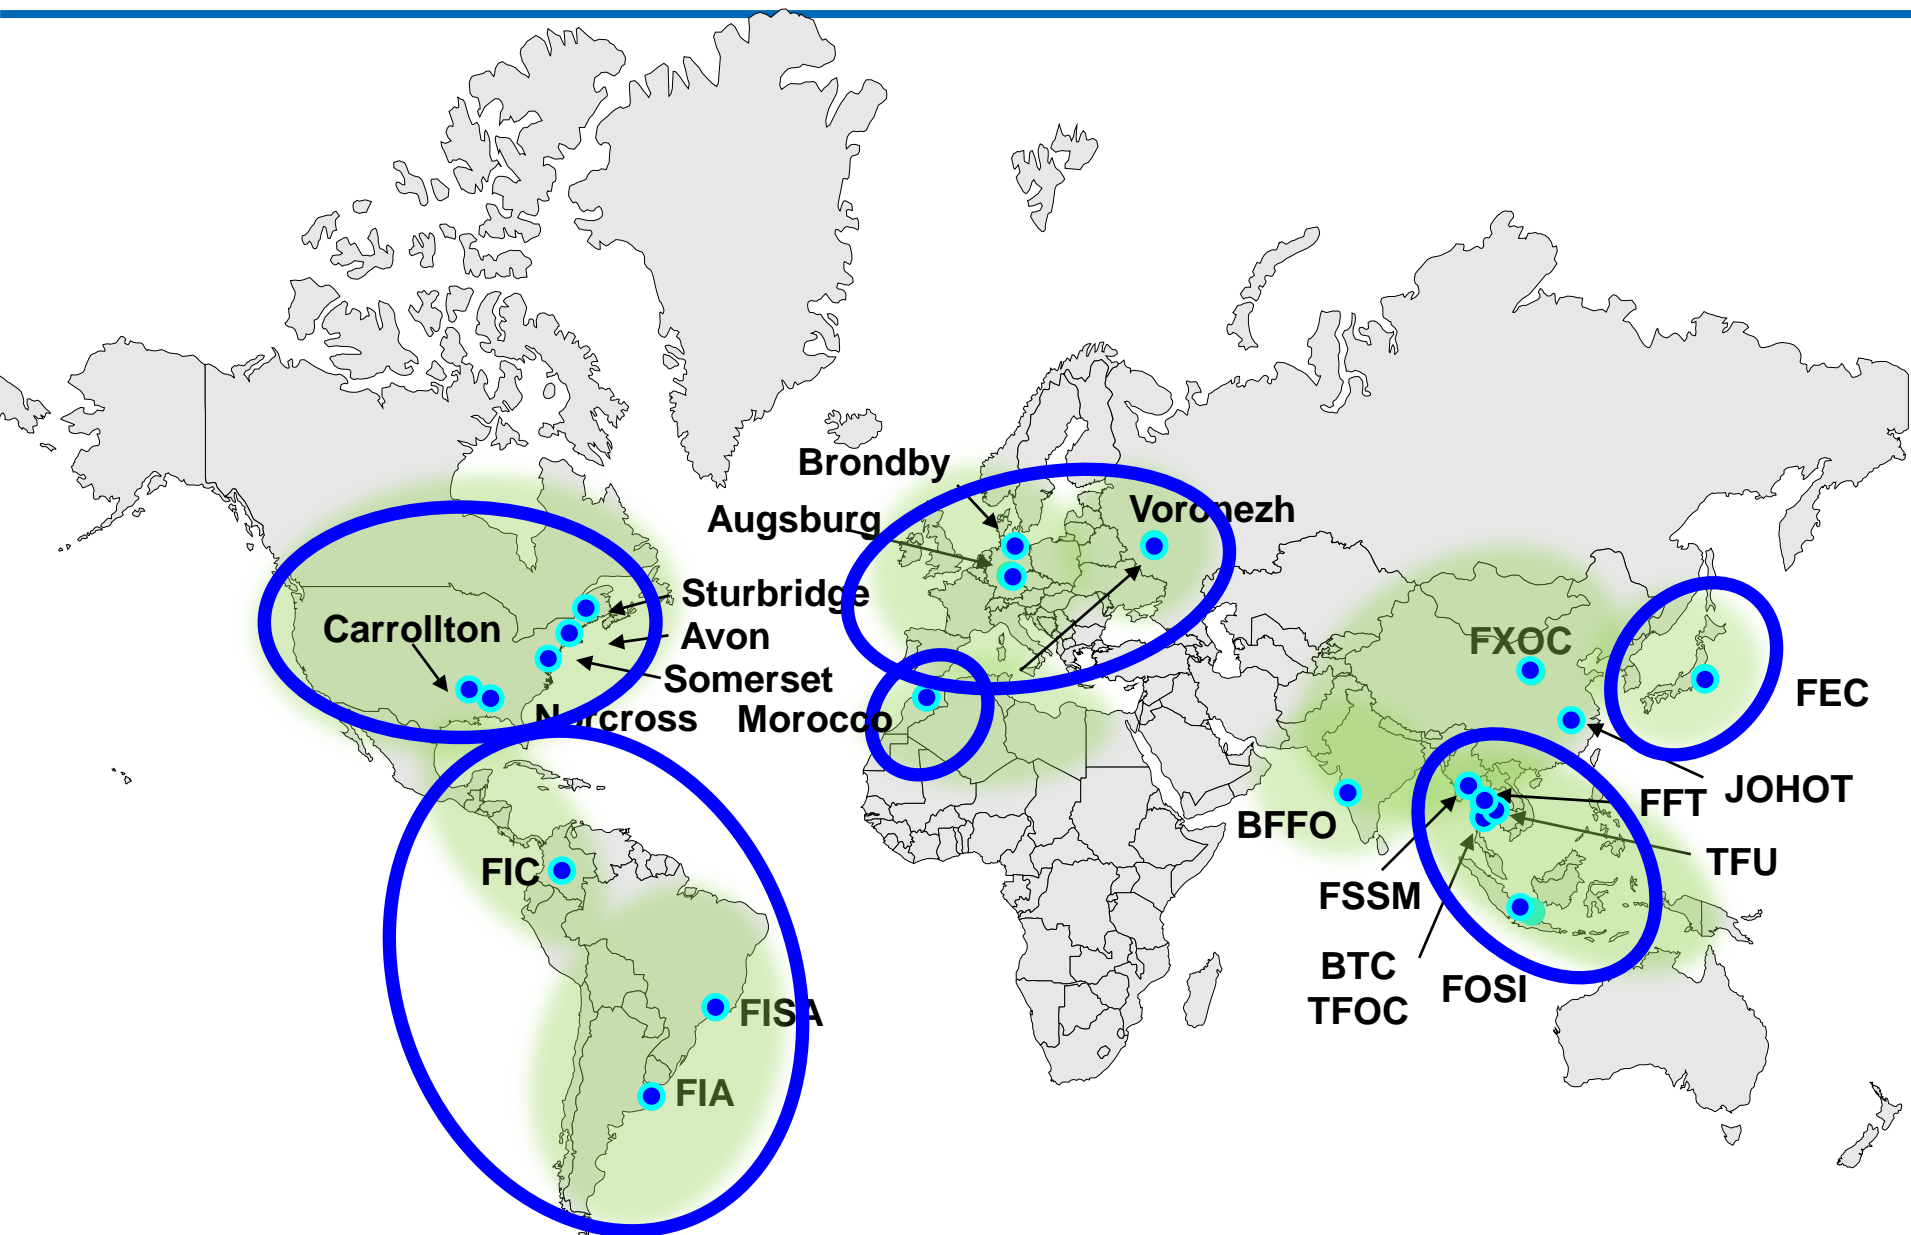 Brondby
Augsburg
Voronezh
Sturbridge
Carrollton
Avon
Somerset
Norcross
Morocco
FXOC
FEC
JOHOT
FFT
BFFO
TFU
FIC
FSSM
BTC
TFOC
FOSI
FISA
FIA